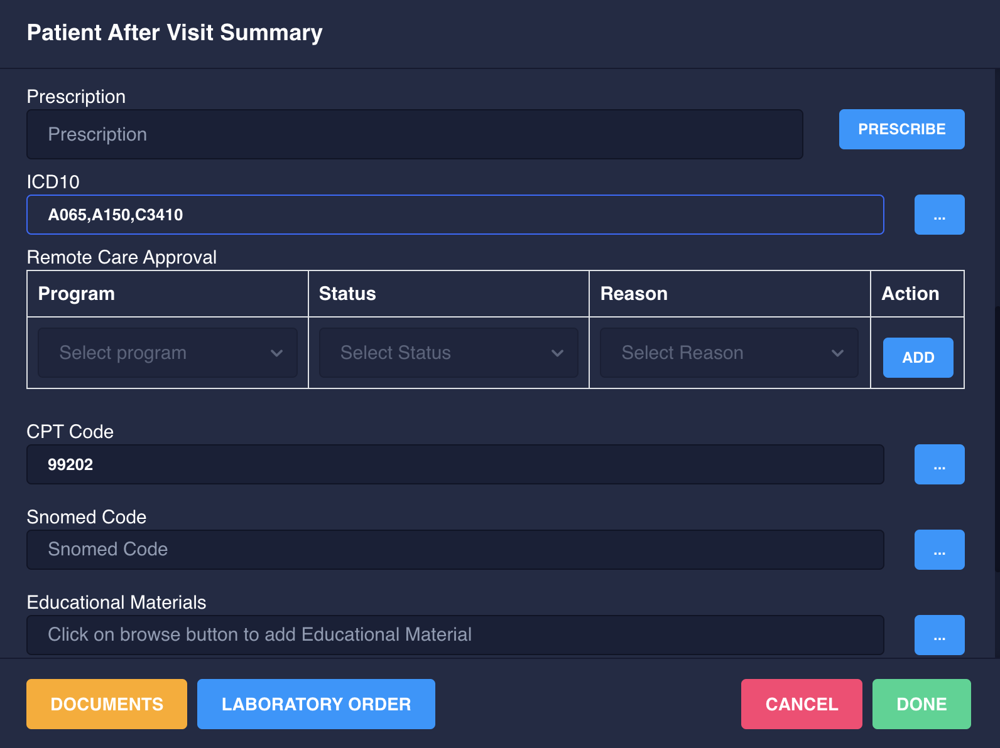 Patient After Visit Summary
Prescription
Prescription
PRESCRIBE
ICD10
A065,A150,C3410
...
Remote Care Approval
Program Status Reason Action
Select program Select Status Select Reason ADD
CPT Code
99202
...
Snomed Code
Snomed Code
...
Educational Materials
Click on browse button to add Educational Material
...
DOCUMENTS LABORATORY ORDER CANCEL DONE